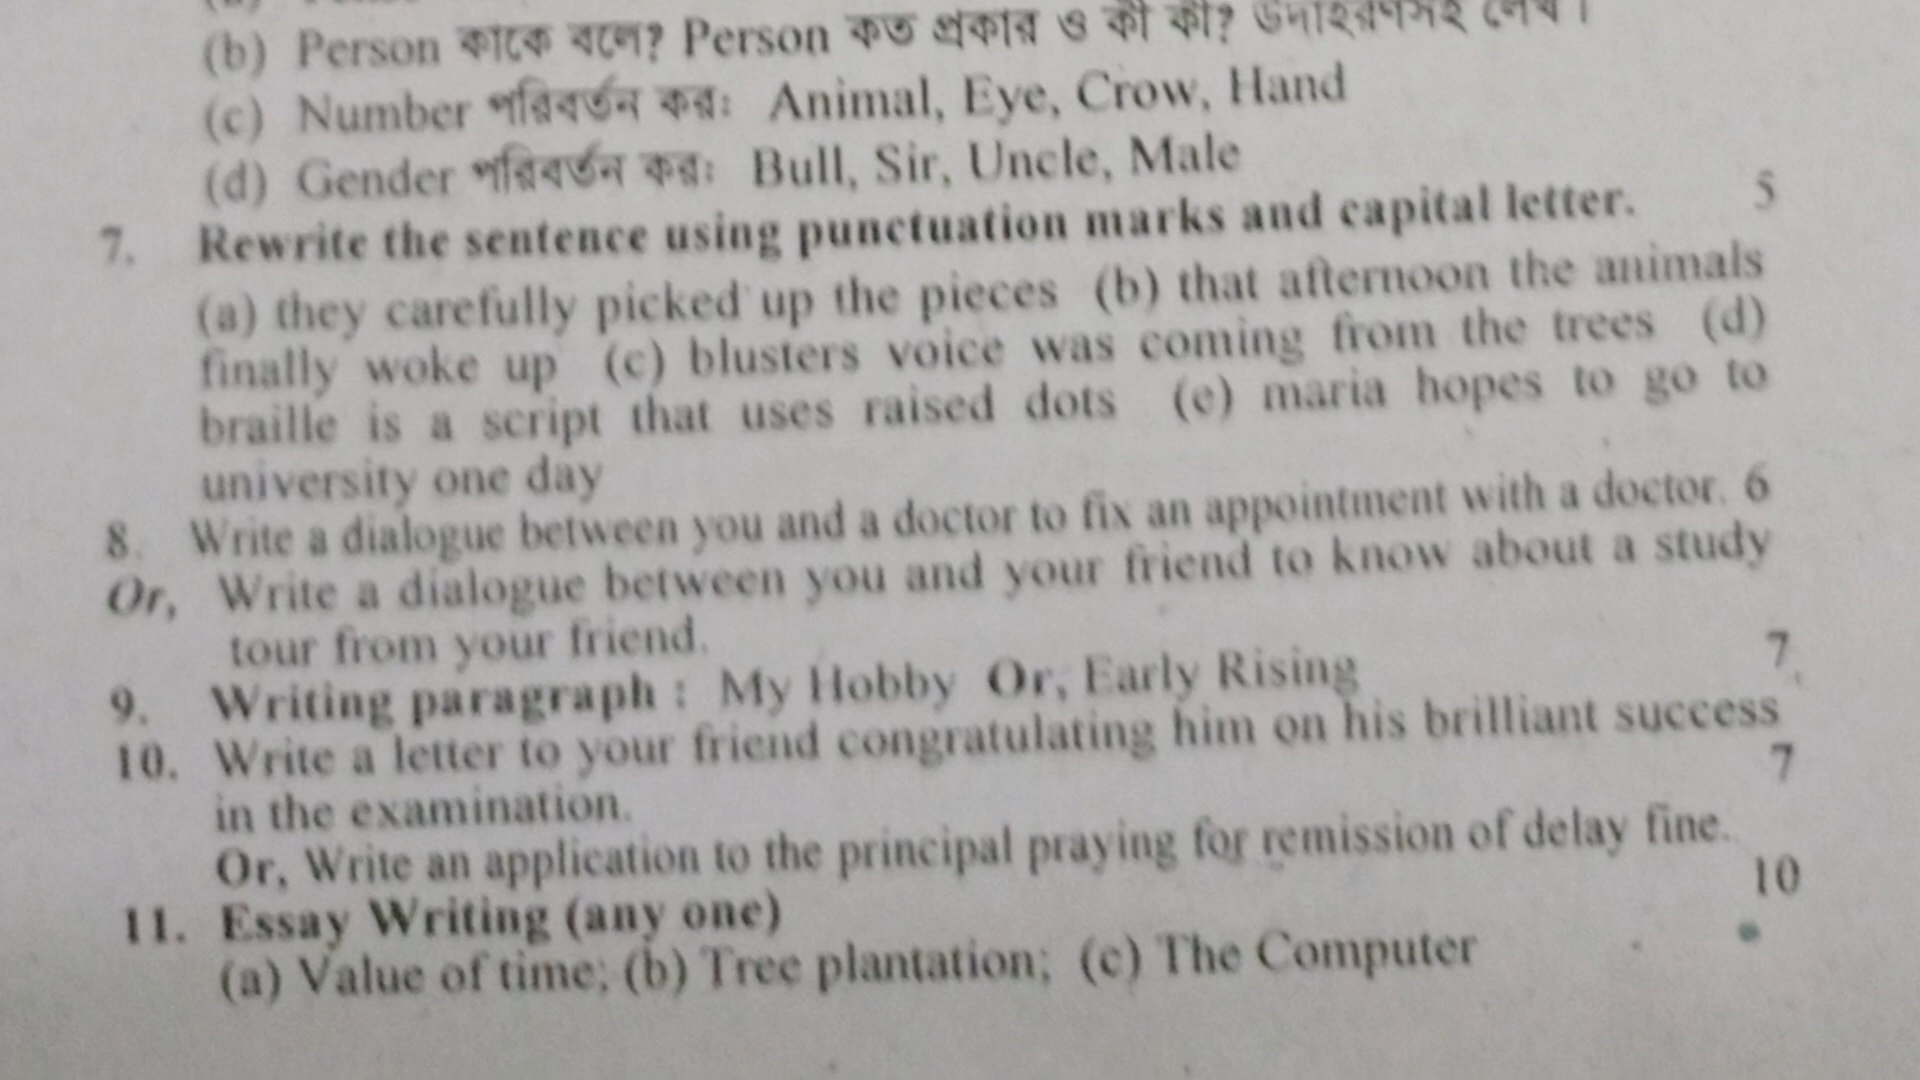 (b) Person কাকে বলে? Person কত প্রকার ও কী কী? উদাহরণসহ লেখ।
(c) Number পরিবর্তন করঃ Animal, Eye, Crow, Hand
(d) Gender পরিবর্তন করঃ Bull, Sir, Uncle, Male
7. Rewrite the sentence using punctuation marks and capital letter. 5
(a) they carefully picked up the pieces (b) that afternoon the animals
finally woke up (c) blusters voice was coming from the trees (d)
braille is a script that uses raised dots (e) maria hopes to go to
university one day
8. Write a dialogue between you and a doctor to fix an appointment with a doctor. 6
Or, Write a dialogue between you and your friend to know about a study
tour from your friend.
9. Writing paragraph : My Hobby Or, Early Rising 7
10. Write a letter to your friend congratulating him on his brilliant success
in the examination. 7
Or, Write an application to the principal praying for remission of delay fine.
11. Essay Writing (any one) 10
(a) Value of time; (b) Tree plantation; (c) The Computer